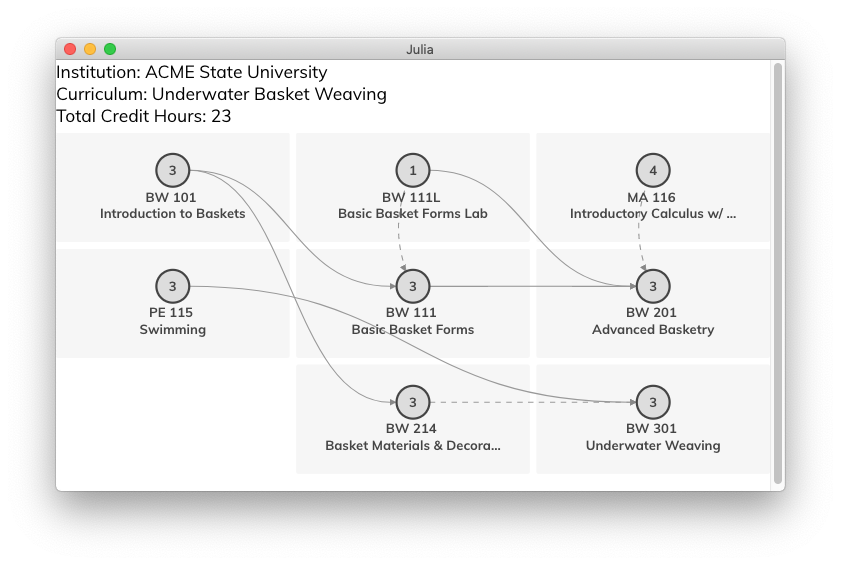 Julia
Institution: ACME State University
Curriculum: Underwater Basket Weaving
Total Credit Hours: 23
3
BW 101
Introduction to Baskets
1
BW 111L
Basic Basket Forms Lab
4
MA 116
Introductory Calculus w/ ...
3
PE 115
Swimming
3
BW 111
Basic Basket Forms
3
BW 201
Advanced Basketry
3
BW 214
Basket Materials & Decora...
3
BW 301
Underwater Weaving